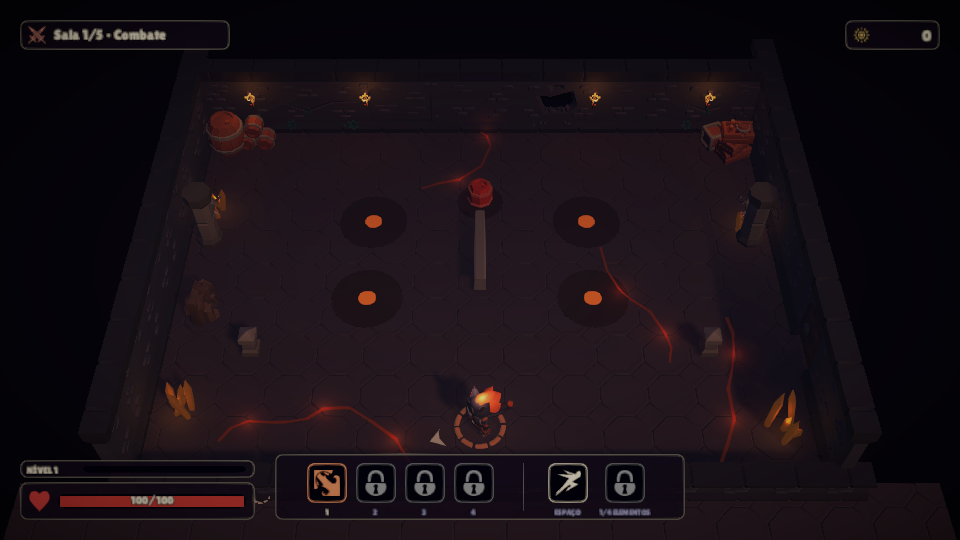 Sala 1/5 - Combate
0
NÍVEL 1
100/100
1
2
3
4
ESPAÇO
1/4 ELEMENTOS